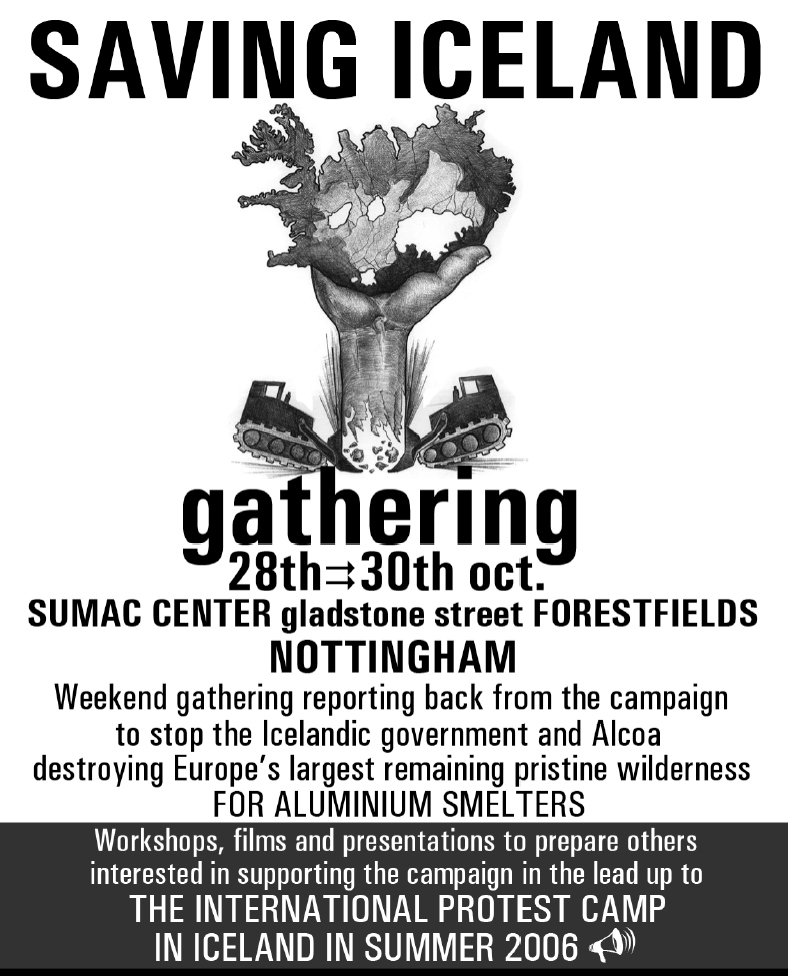 SAVING ICELAND
gathering
28th⇉30th oct.
SUMAC CENTER gladstone street FORESTFIELDS
NOTTINGHAM
Weekend gathering reporting back from the campaign
to stop the Icelandic government and Alcoa
destroying Europe's largest remaining pristine wilderness
FOR ALUMINIUM SMELTERS
Workshops, films and presentations to prepare others
interested in supporting the campaign in the lead up to
THE INTERNATIONAL PROTEST CAMP
IN ICELAND IN SUMMER 2006